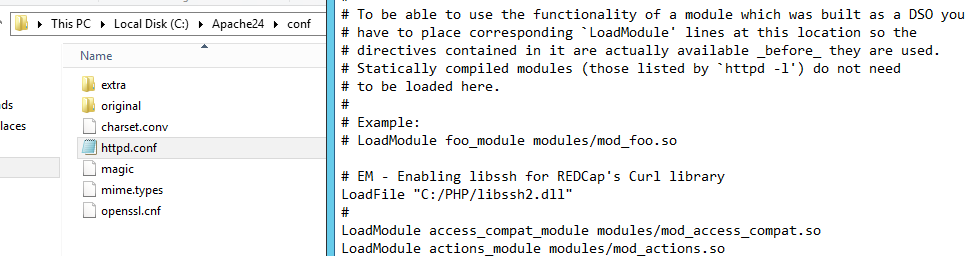 This PC ▸ Local Disk (C:) ▸ Apache24 ▸ conf
extra
original
charset.conv
httpd.conf
magic
mime.types
openssl.cnf
nds
laces
#
# To be able to use the functionality of a module which was built as a DSO you
# have to place corresponding `LoadModule' lines at this location so the
# directives contained in it are actually available _before_ they are used.
# Statically compiled modules (those listed by `httpd -l') do not need
# to be loaded here.
#
# Example:
# LoadModule foo_module modules/mod_foo.so
# EM - Enabling libssh for REDCap's Curl library
LoadFile "C:/PHP/libssh2.dll"
#
LoadModule access_compat_module modules/mod_access_compat.so
LoadModule actions_module modules/mod_actions.so